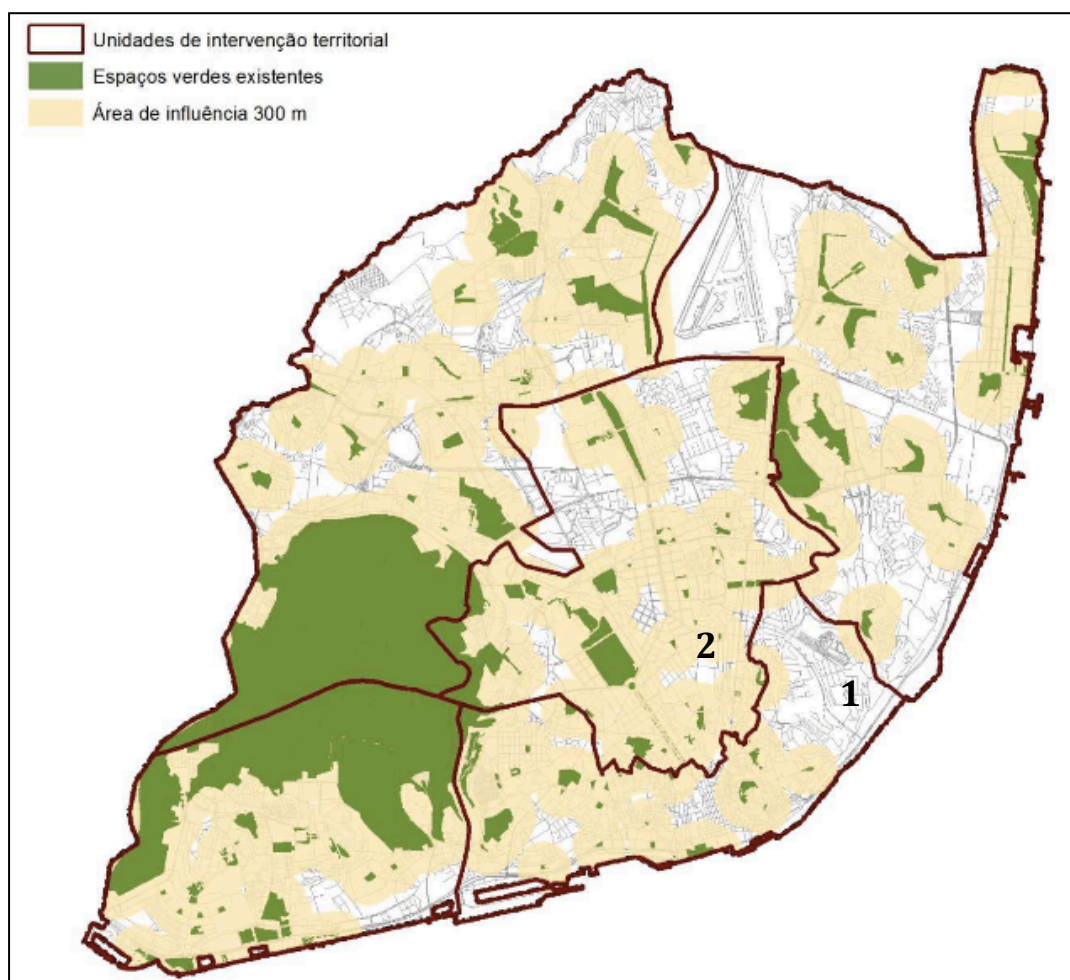 Unidades de intervenção territorial
Espaços verdes existentes
Área de influência 300 m
2
1